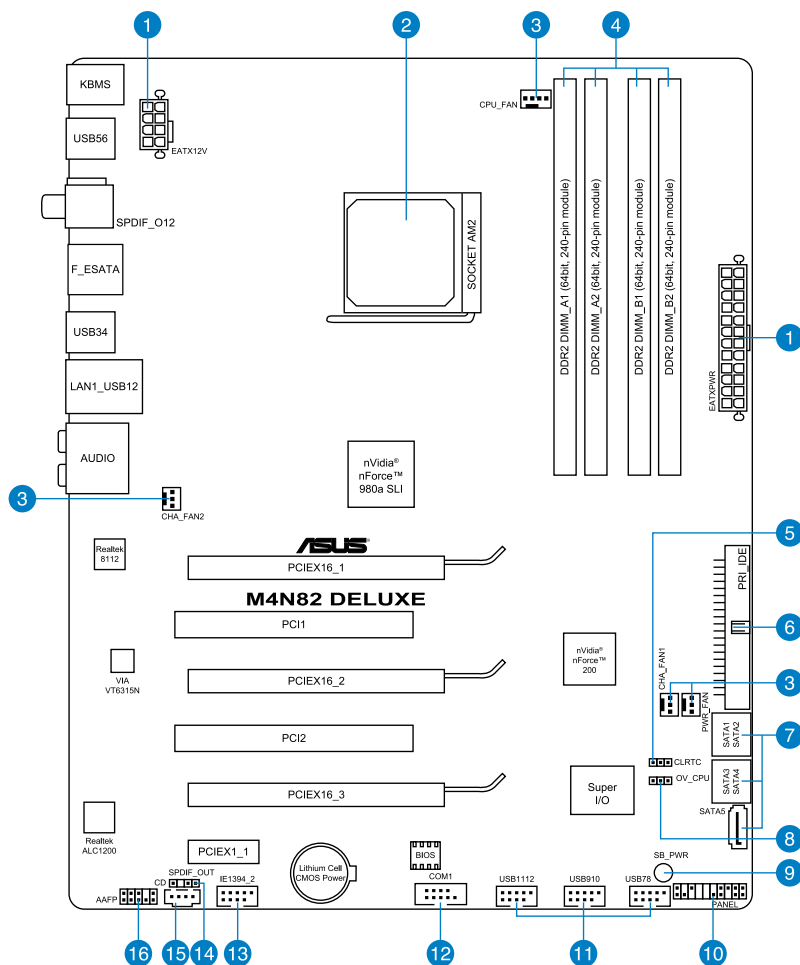 1
2
3
4
KBMS
CPU_FAN
USB56
EATX12V
SPDIF_O12
SOCKET AM2
DDR2 DIMM_A1 (64bit, 240-pin module)
DDR2 DIMM_A2 (64bit, 240-pin module)
DDR2 DIMM_B1 (64bit, 240-pin module)
DDR2 DIMM_B2 (64bit, 240-pin module)
F_ESATA
USB34
1
EATXPWR
LAN1_USB12
AUDIO
nVidia®
nForce™
980a SLI
3
CHA_FAN2
5
Realtek
8112
ASUS
PCIEX16_1
PRI_IDE
M4N82 DELUXE
PCI1
6
nVidia®
nForce™
200
VIA
VT6315N
PCIEX16_2
CHA_FAN1
PWR_FAN
3
SATA1
SATA2
7
PCI2
CLRTC
OV_CPU
SATA3
SATA4
PCIEX16_3
Super
I/O
SATA5
Realtek
ALC1200
8
PCIEX1_1
BIOS
SB_PWR
9
Lithium Cell
CMOS Power
SPDIF_OUT
CD
IE1394_2
COM1
USB1112
USB910
USB78
AAFP
PANEL
16
15
14
13
12
11
10